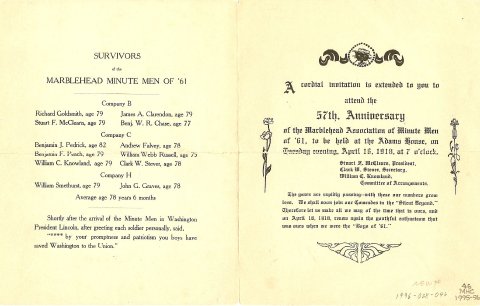 SURVIVORS
of the
MARBLEHEAD MINUTE MEN OF '61
Company B
Richard Goldsmith, age 79 James A. Clarendon, age 79
Stuart F. McClearn, age 79 Benj. W. R. Chase, age 77
Company C
Benjamin J. Pedrick, age 82 Andrew Falvey, age 78
Benjamin F. Peach, age 79 William Webb Russell, age 75
William C. Knowland, age 79 Clark W. Stever, age 78
Company H
William Smethurst, age 79 John G. Graves, age 78
Average age 78 years 6 months
Shortly after the arrival of the Minute Men in Washington
President Lincoln, after greeting each soldier personally, said,
"**** by your promptness and patriotism you boys have
saved Washington to the Union."
A cordial invitation is extended to you to
attend the
57th. Anniversary
of the Marblehead Association of Minute Men
of '61, to be held at the Adams House, on
Tuesday evening, April 16, 1918, at 7 o'clock.
Stuart F. McClearn, President,
Clark W. Stever, Secretary,
William C. Knowland,
Committee of Arrangements.
The years are rapidly passing—with them our numbers grow
less. We shall soon join our Comrades in the "Silent Beyond."
Therefore let us make all we may of the time that is ours, and
on April 16, 1918, renew again the youthful enthusiasm that
was ours when we were the "Boys of '61."